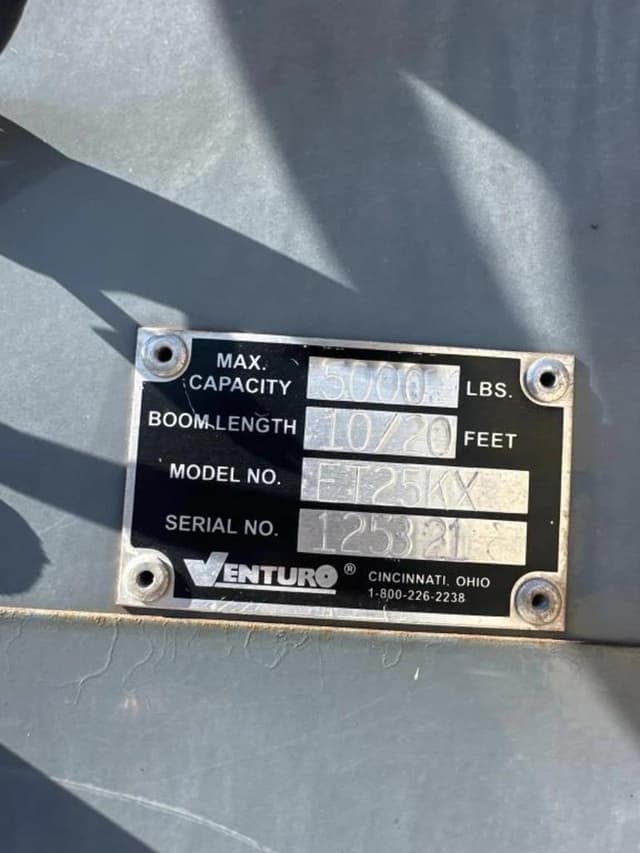 MAX. CAPACITY 5000 LBS.
BOOM LENGTH 10/20 FEET
MODEL NO. ET25KX
SERIAL NO. 125321
VENTURO®
CINCINNATI, OHIO
1-800-226-2238